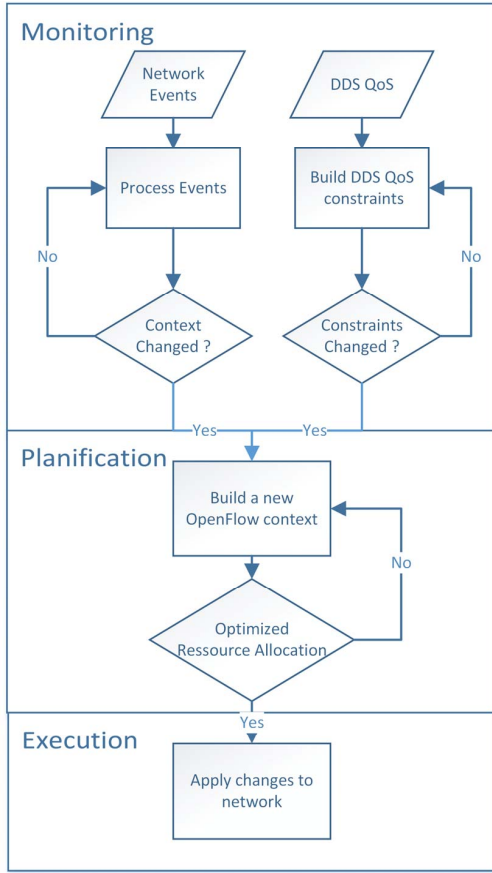 Monitoring
Network
Events
DDS QoS
Process Events
Build DDS QoS
constraints
No
No
Context
Changed ?
Constraints
Changed ?
Yes
Yes
Planification
Build a new
OpenFlow context
No
Optimized
Ressource Allocation
Yes
Execution
Apply changes to
network